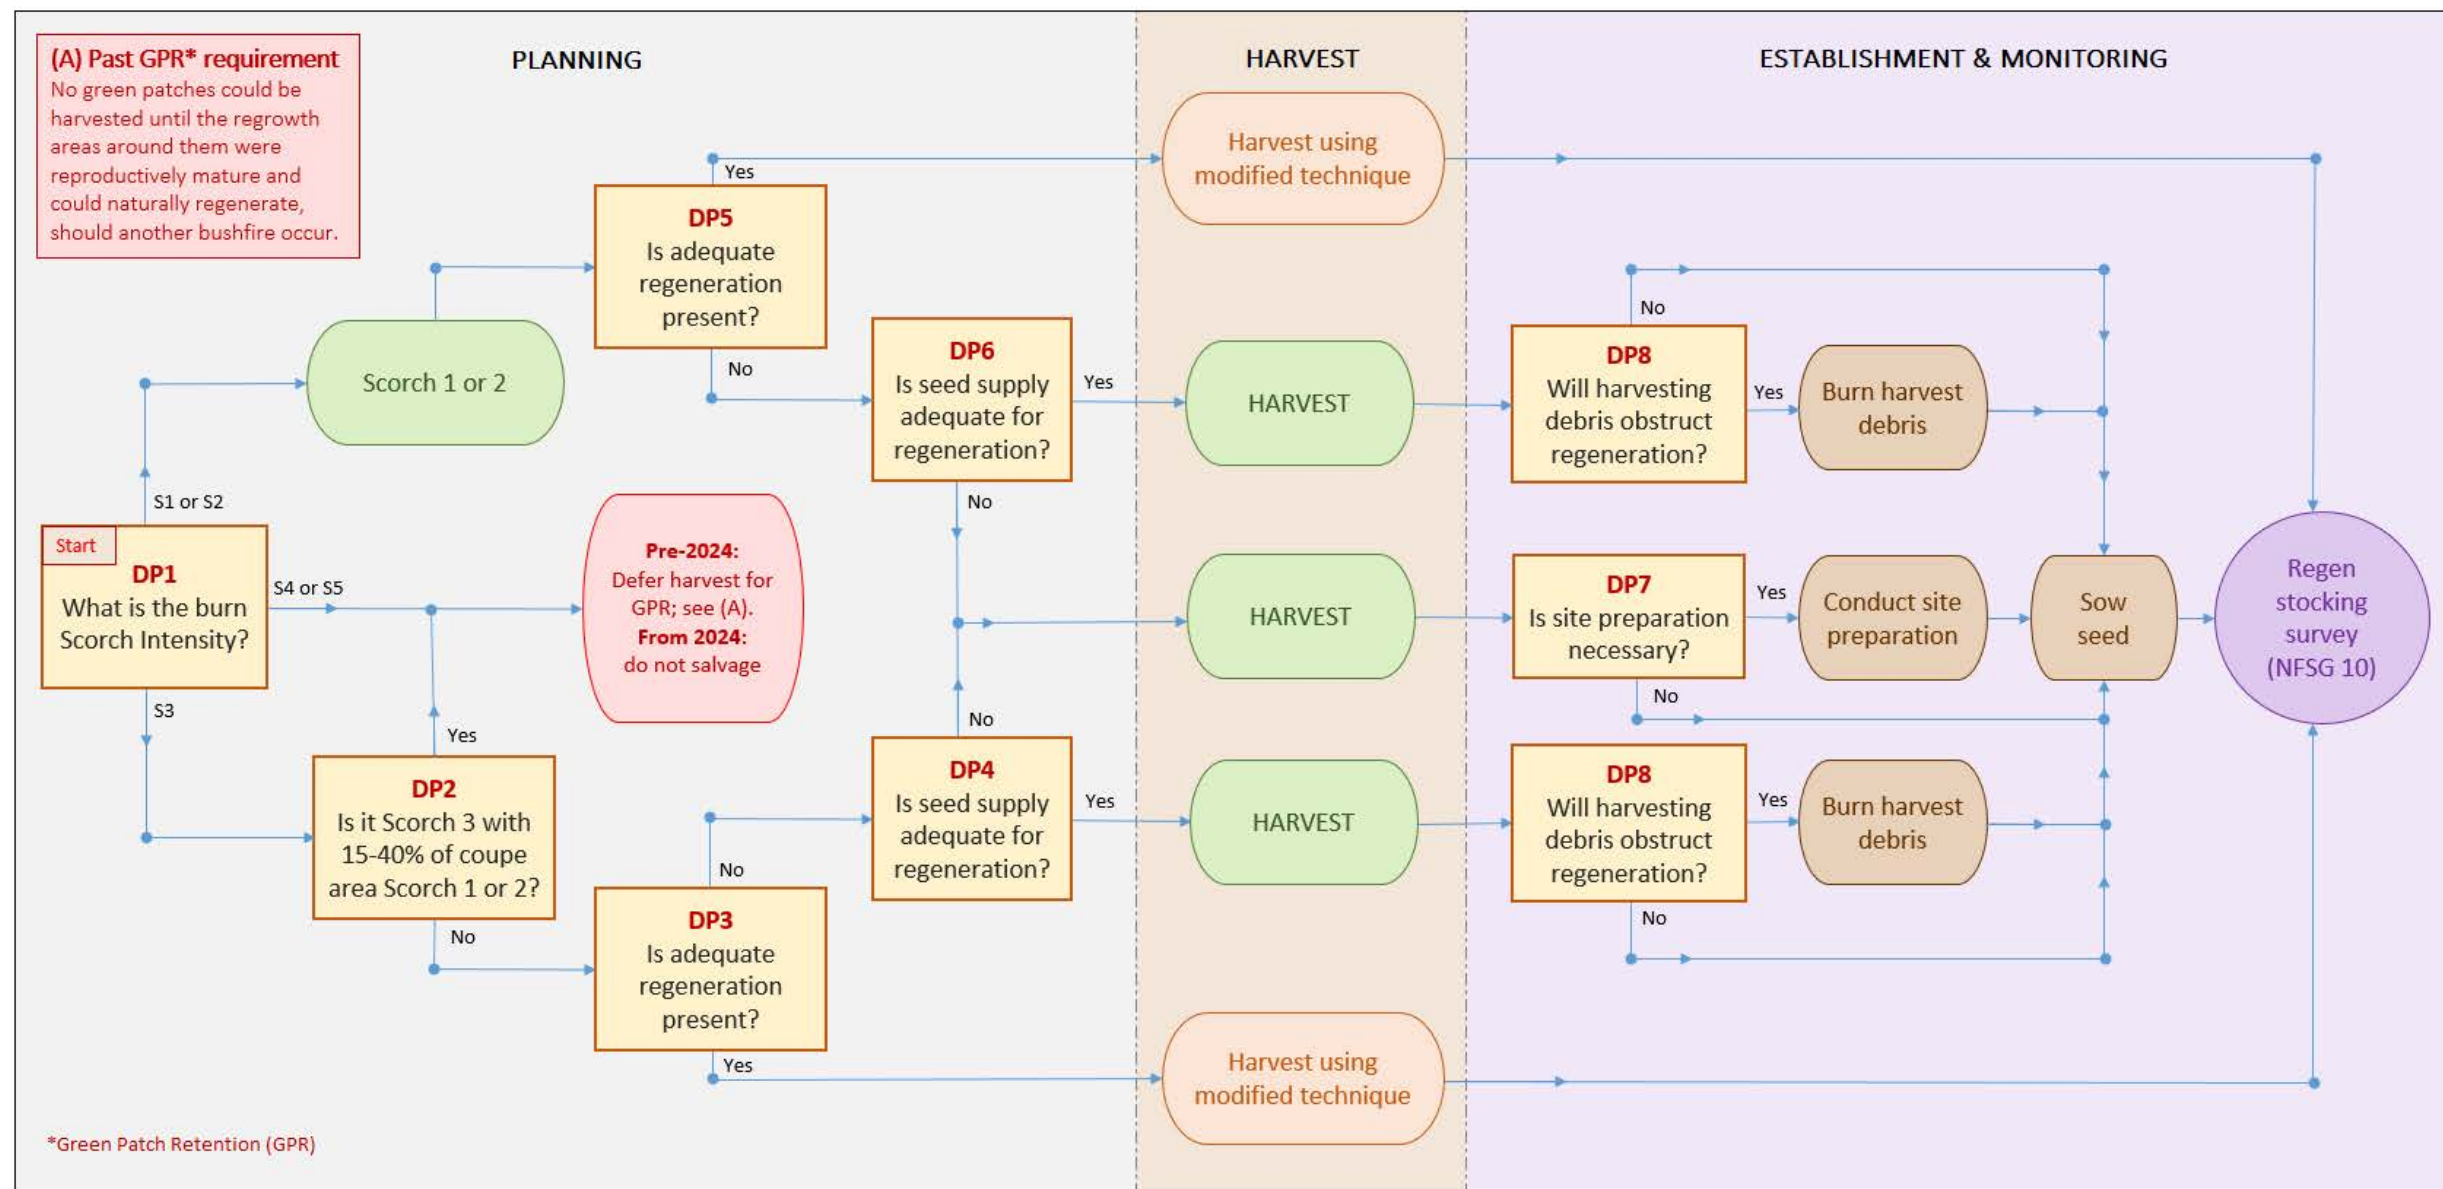 (A) Past GPR* requirement
No green patches could be
harvested until the regrowth
areas around them were
reproductively mature and
could naturally regenerate,
should another bushfire occur.
PLANNING
HARVEST
ESTABLISHMENT & MONITORING
Harvest using
modified technique
Yes
DP5
Is adequate
regeneration
present?
No
Scorch 1 or 2
DP6
Is seed supply
adequate for
regeneration?
Yes
No
HARVEST
No
DP8
Will harvesting
debris obstruct
regeneration?
Yes
Burn harvest
debris
S1 or S2
Start
DP1
What is the burn
Scorch Intensity?
S4 or S5
S3
Pre-2024:
Defer harvest for
GPR; see (A).
From 2024:
do not salvage
HARVEST
DP7
Is site preparation
necessary?
Yes
No
Conduct site
preparation
Sow
seed
Regen
stocking
survey
(NFSG 10)
Yes
DP2
Is it Scorch 3 with
15-40% of coupe
area Scorch 1 or 2?
No
No
DP3
Is adequate
regeneration
present?
Yes
No
DP4
Is seed supply
adequate for
regeneration?
Yes
HARVEST
DP8
Will harvesting
debris obstruct
regeneration?
Yes
No
Burn harvest
debris
Harvest using
modified technique
*Green Patch Retention (GPR)